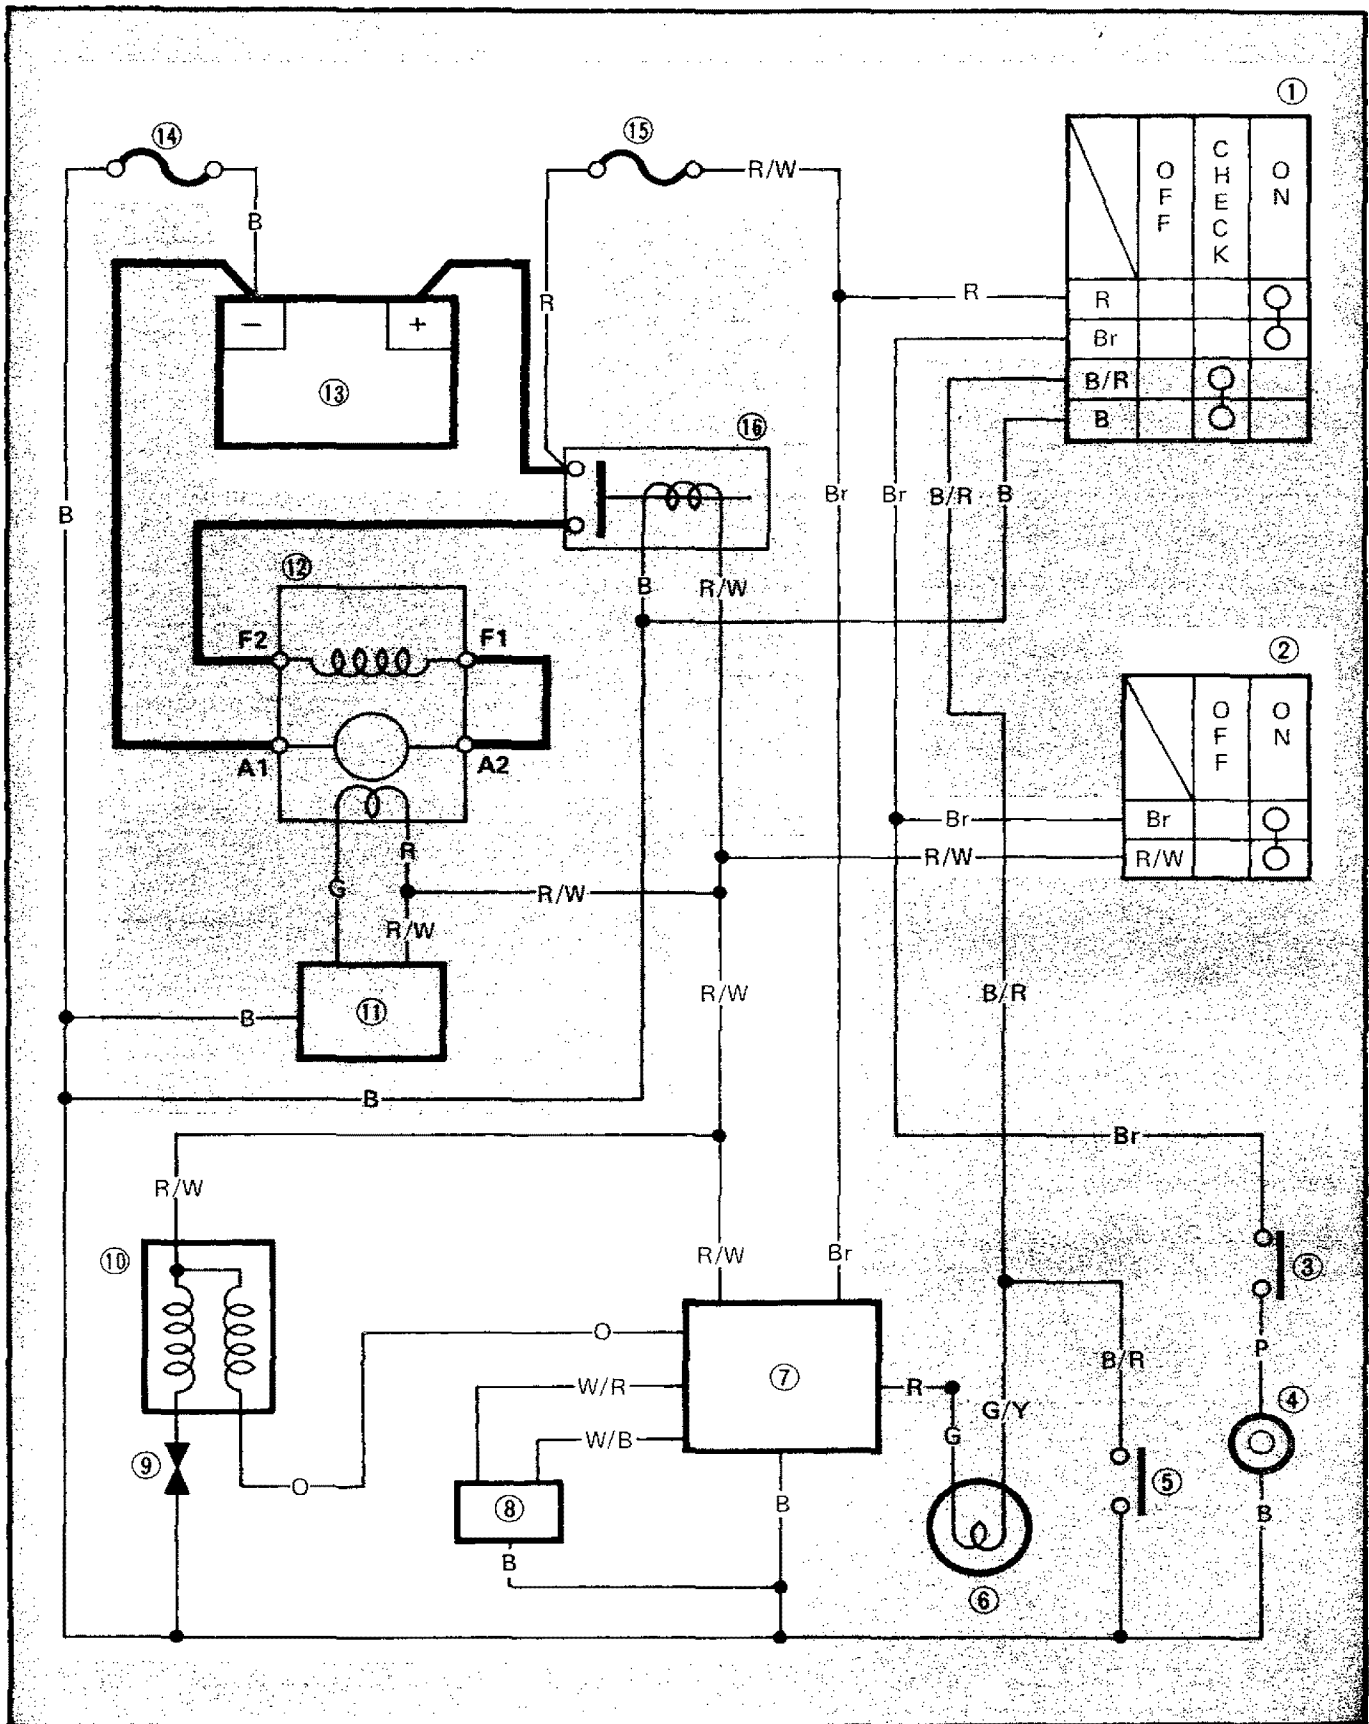 ①
⑭
⑮
R/W
OFF
CHECK
ON
B
R
R
− +
Br
⑬
B/R
⑯
B
B
Br
Br
B/R
B
⑫
B
R/W
F2
F1
②
OFF
ON
A1
A2
Br
Br
R
R/W
R/W
G
R/W
R/W
R/W
B/R
B
⑪
B
Br
R/W
⑩
R/W
Br
③
O
P
B/R
W/R
⑦
R
④
G/Y
G
W/B
⑨
⑤
O
⑧
B
B
B
⑥